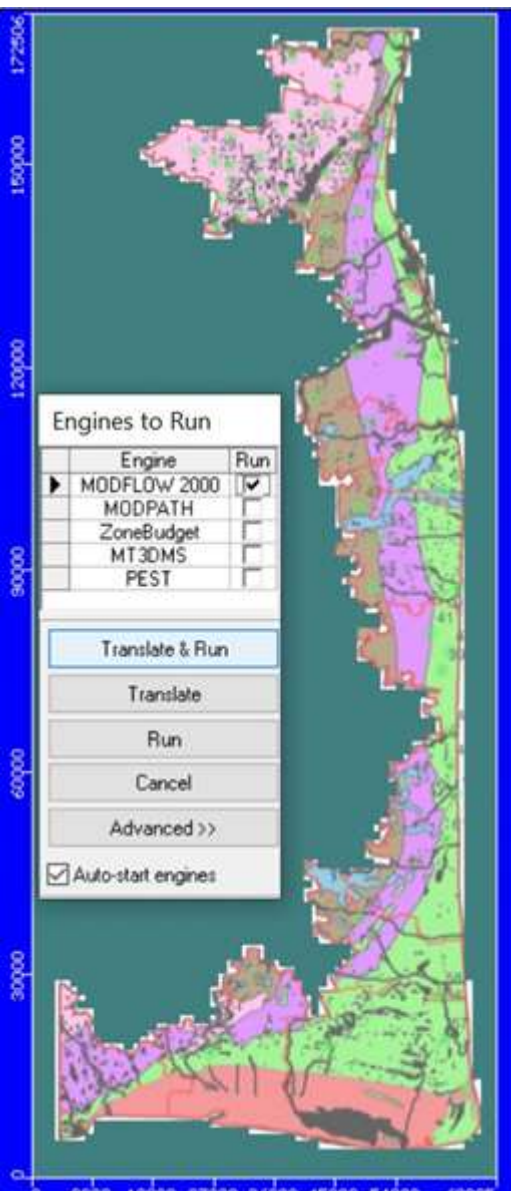 172506
150000
120000
Engines to Run
Engine Run
MODFLOW 2000
MODPATH
ZoneBudget
MT3DMS
PEST
90000
Translate & Run
Translate
Run
60000
Cancel
Advanced >>
Auto-start engines
30000
0